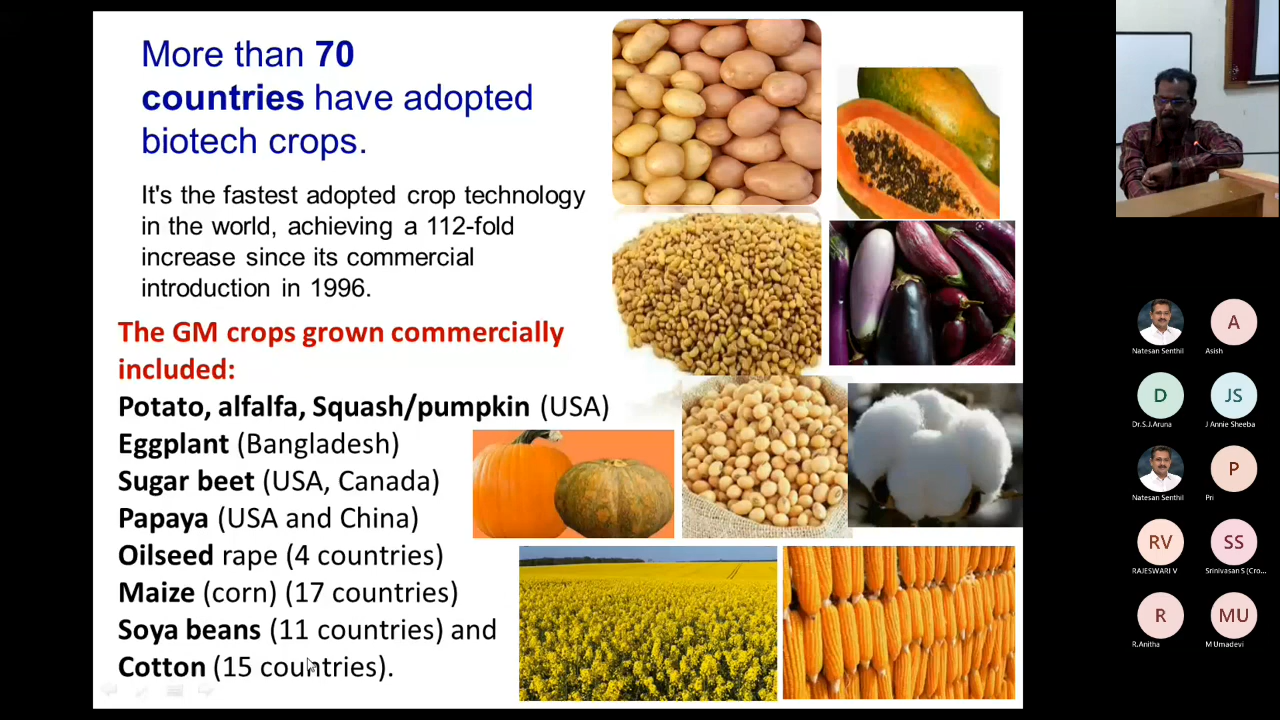 More than 70
countries have adopted
biotech crops.
It's the fastest adopted crop technology
in the world, achieving a 112-fold
increase since its commercial
introduction in 1996.
The GM crops grown commercially
included:
Potato, alfalfa, Squash/pumpkin (USA)
Eggplant (Bangladesh)
Sugar beet (USA, Canada)
Papaya (USA and China)
Oilseed rape (4 countries)
Maize (corn) (17 countries)
Soya beans (11 countries) and
Cotton (15 countries).
A
Natesan Senthil
Asish
D
JS
Dr.S.J.Aruna
J Annie Sheeba
P
Natesan Senthil
Pri
RV
SS
RAJESWARI V
Srinivasan S (Cro...
R
MU
R.Anitha
M Umadevi